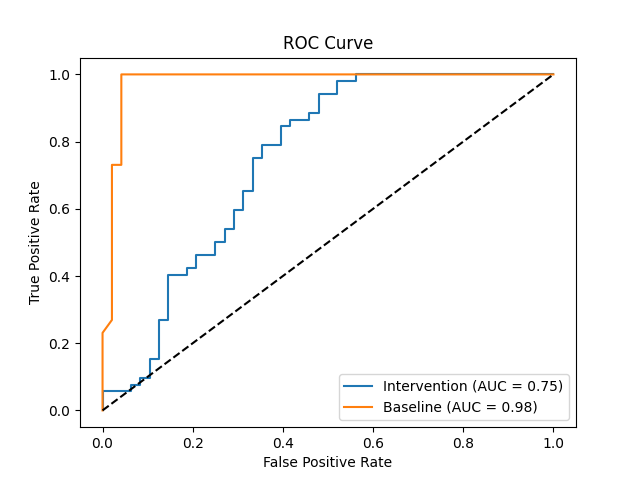 ROC Curve
True Positive Rate
1.0
0.8
0.6
0.4
0.2
0.0
Intervention (AUC = 0.75)
Baseline (AUC = 0.98)
0.0 0.2 0.4 0.6 0.8 1.0
False Positive Rate